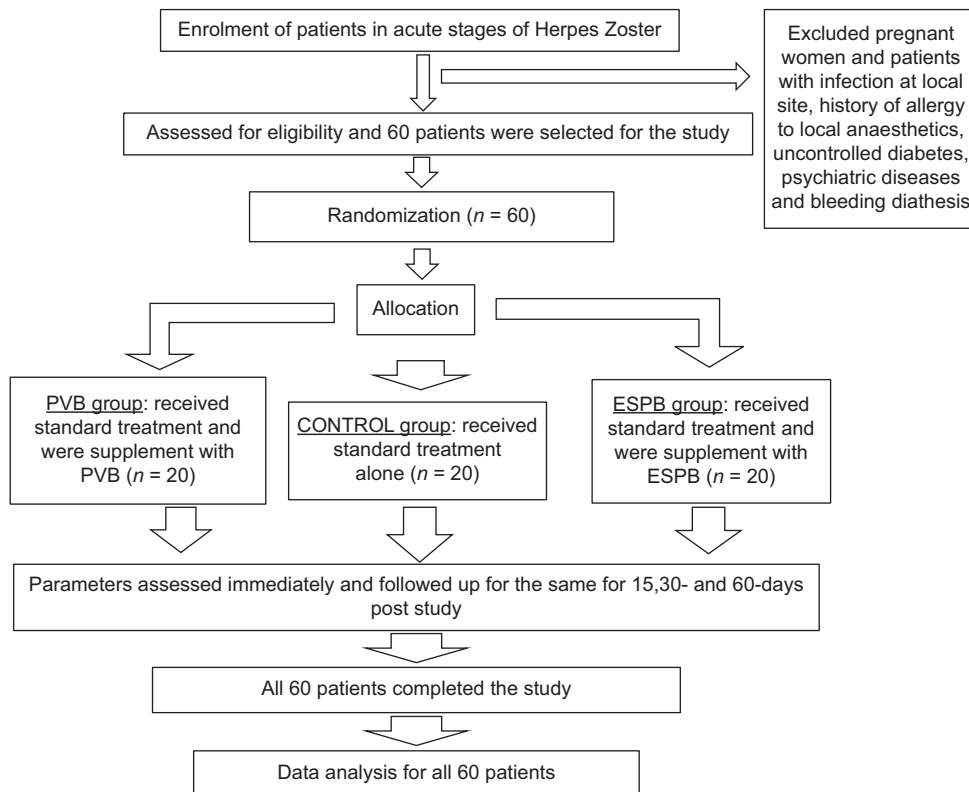 Enrolment of patients in acute stages of Herpes Zoster
Excluded pregnant
women and patients
with infection at local
site, history of allergy
to local anaesthetics,
uncontrolled diabetes,
psychiatric diseases
and bleeding diathesis
Assessed for eligibility and 60 patients were selected for the study
Randomization (n = 60)
Allocation
PVB group: received
standard treatment and
were supplement with
PVB (n = 20)
CONTROL group: received
standard treatment
alone (n = 20)
ESPB group: received
standard treatment and
were supplement with
ESPB (n = 20)
Parameters assessed immediately and followed up for the same for 15,30- and 60-days
post study
All 60 patients completed the study
Data analysis for all 60 patients